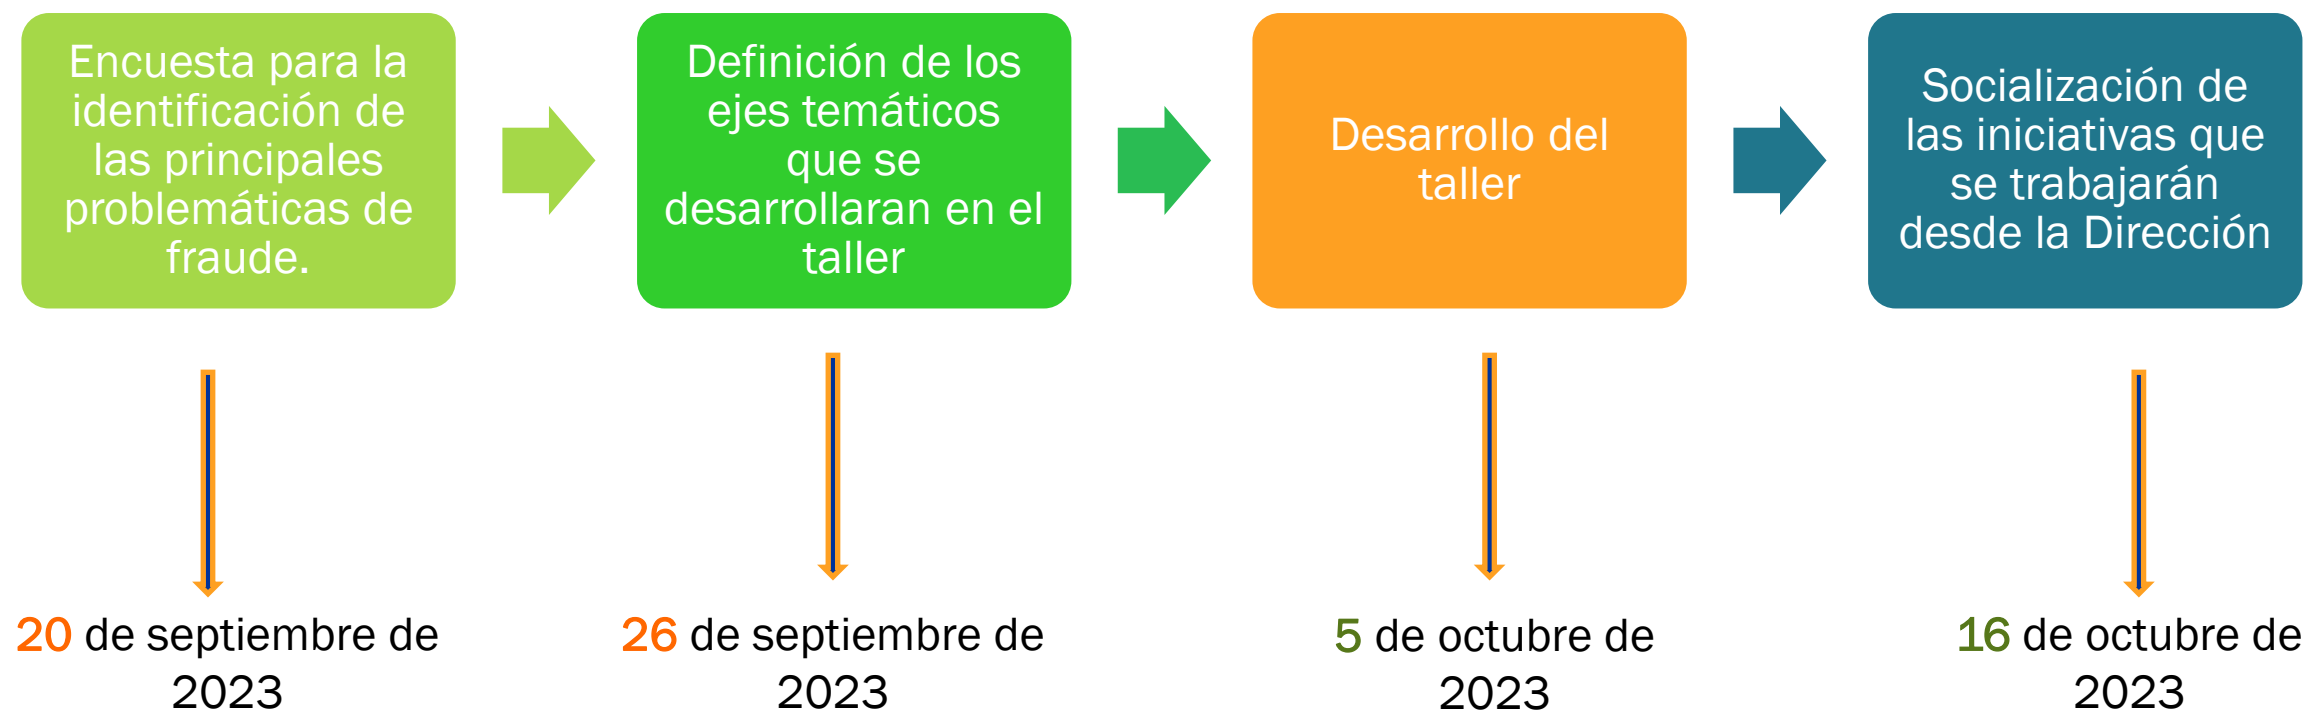 Encuesta para la
identificación de
las principales
problemáticas de
fraude.
Definición de los
ejes temáticos
que se
desarrollaran en el
taller
Desarrollo del
taller
Socialización de
las iniciativas que
se trabajarán
desde la Dirección
20 de septiembre de
2023
26 de septiembre de
2023
5 de octubre de
2023
16 de octubre de
2023